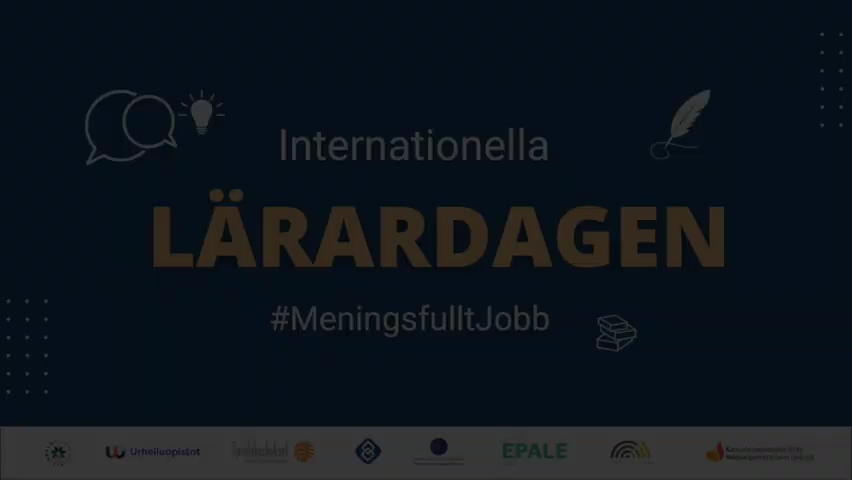 Internationella
LÄRARDAGEN
#MeningsfulltJobb
Urheiluopistot
EPALE